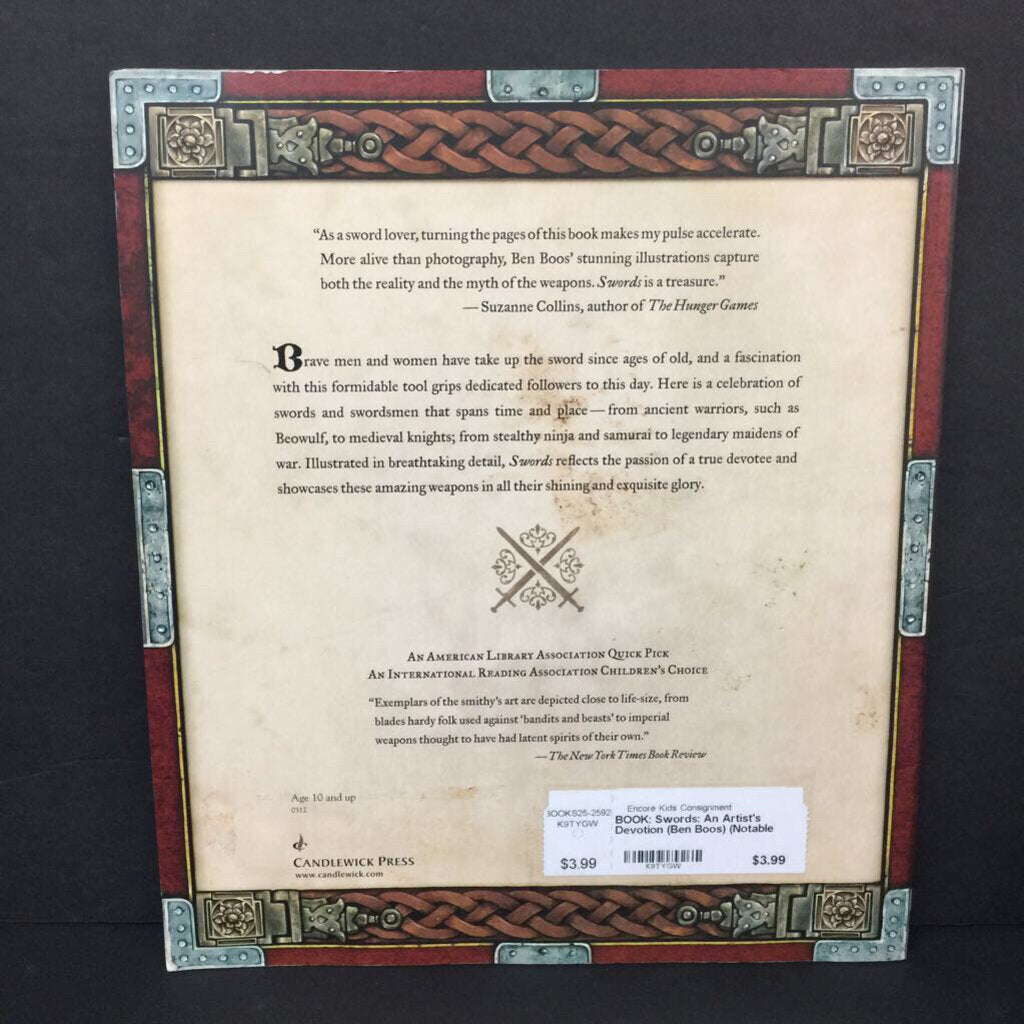 “As a sword lover, turning the pages of this book makes my pulse accelerate.
More alive than photography, Ben Boos’ stunning illustrations capture
both the reality and the myth of the weapons. Swords is a treasure.”
— Suzanne Collins, author of The Hunger Games
Brave men and women have take up the sword since ages of old, and a fascination
with this formidable tool grips dedicated followers to this day. Here is a celebration of
swords and swordsmen that spans time and place — from ancient warriors, such as
Beowulf, to medieval knights; from stealthy ninja and samurai to legendary maidens of
war. Illustrated in breathtaking detail, Swords reflects the passion of a true devotee and
showcases these amazing weapons in all their shining and exquisite glory.
An American Library Association Quick Pick
An International Reading Association Children’s Choice
“Exemplars of the smithy’s art are depicted close to life-size, from
blades hardy folk used against ‘bandits and beasts’ to imperial
weapons thought to have had latent spirits of their own.”
— The New York Times Book Review
Age 10 and up
0312
Candlewick Press
www.candlewick.com
BOOKS25-2592
K9TYGW
$3.99
Encore Kids Consignment
BOOK: Swords: An Artist's
Devotion (Ben Boos) (Notable
K9TYGW
$3.99